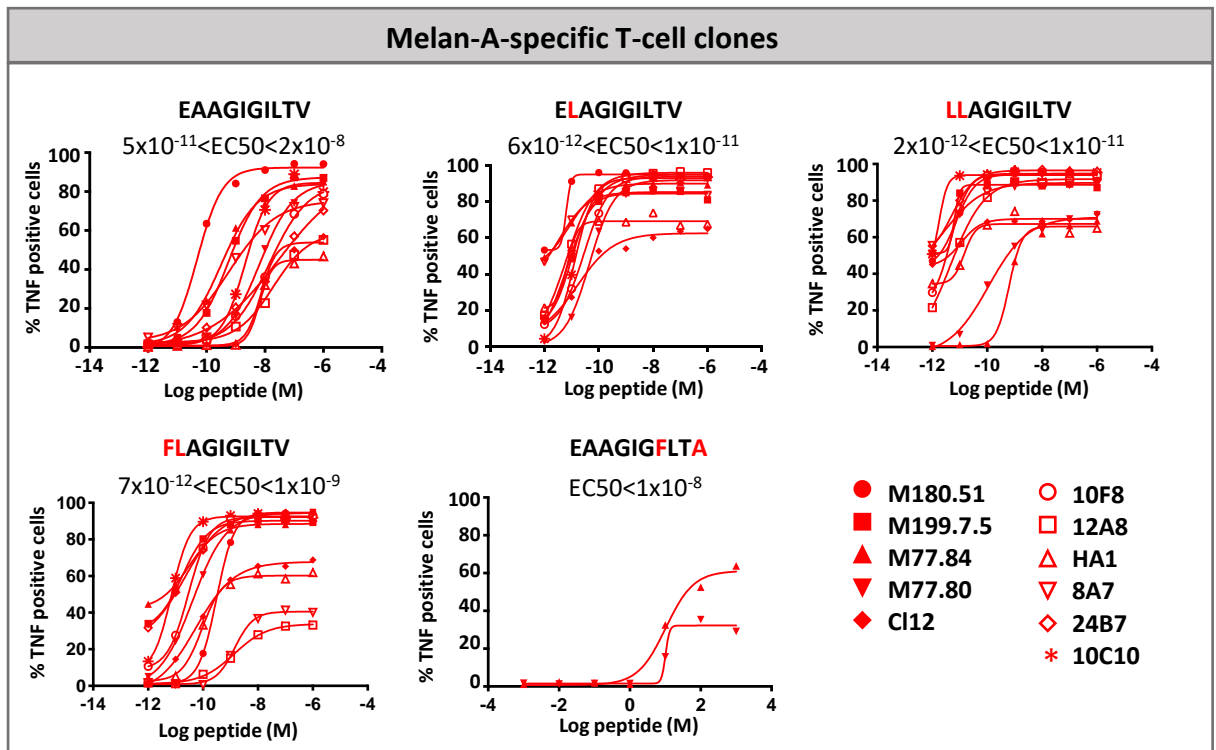 Melan-A-specific T-cell clones
EAAGIGILTV
5x10⁻¹¹<EC50<2x10⁻⁸
% TNF positive cells
100
80
60
40
20
0
-14 -12 -10 -8 -6 -4
Log peptide (M)
ELAGIGILTV
6x10⁻¹²<EC50<1x10⁻¹¹
% TNF positive cells
100
80
60
40
20
0
-14 -12 -10 -8 -6 -4
Log peptide (M)
LLAGIGILTV
2x10⁻¹²<EC50<1x10⁻¹¹
% TNF positive cells
100
80
60
40
20
0
-14 -12 -10 -8 -6 -4
Log peptide (M)
FLAGIGILTV
7x10⁻¹²<EC50<1x10⁻⁹
% TNF positive cells
100
80
60
40
20
0
-14 -12 -10 -8 -6 -4
Log peptide (M)
EAAGIGFLTA
EC50<1x10⁻⁸
% TNF positive cells
100
80
60
40
20
0
-4 -2 0 2 4
Log peptide (M)
M180.51
M199.7.5
M77.84
M77.80
Cl12
10F8
12A8
HA1
8A7
24B7
10C10